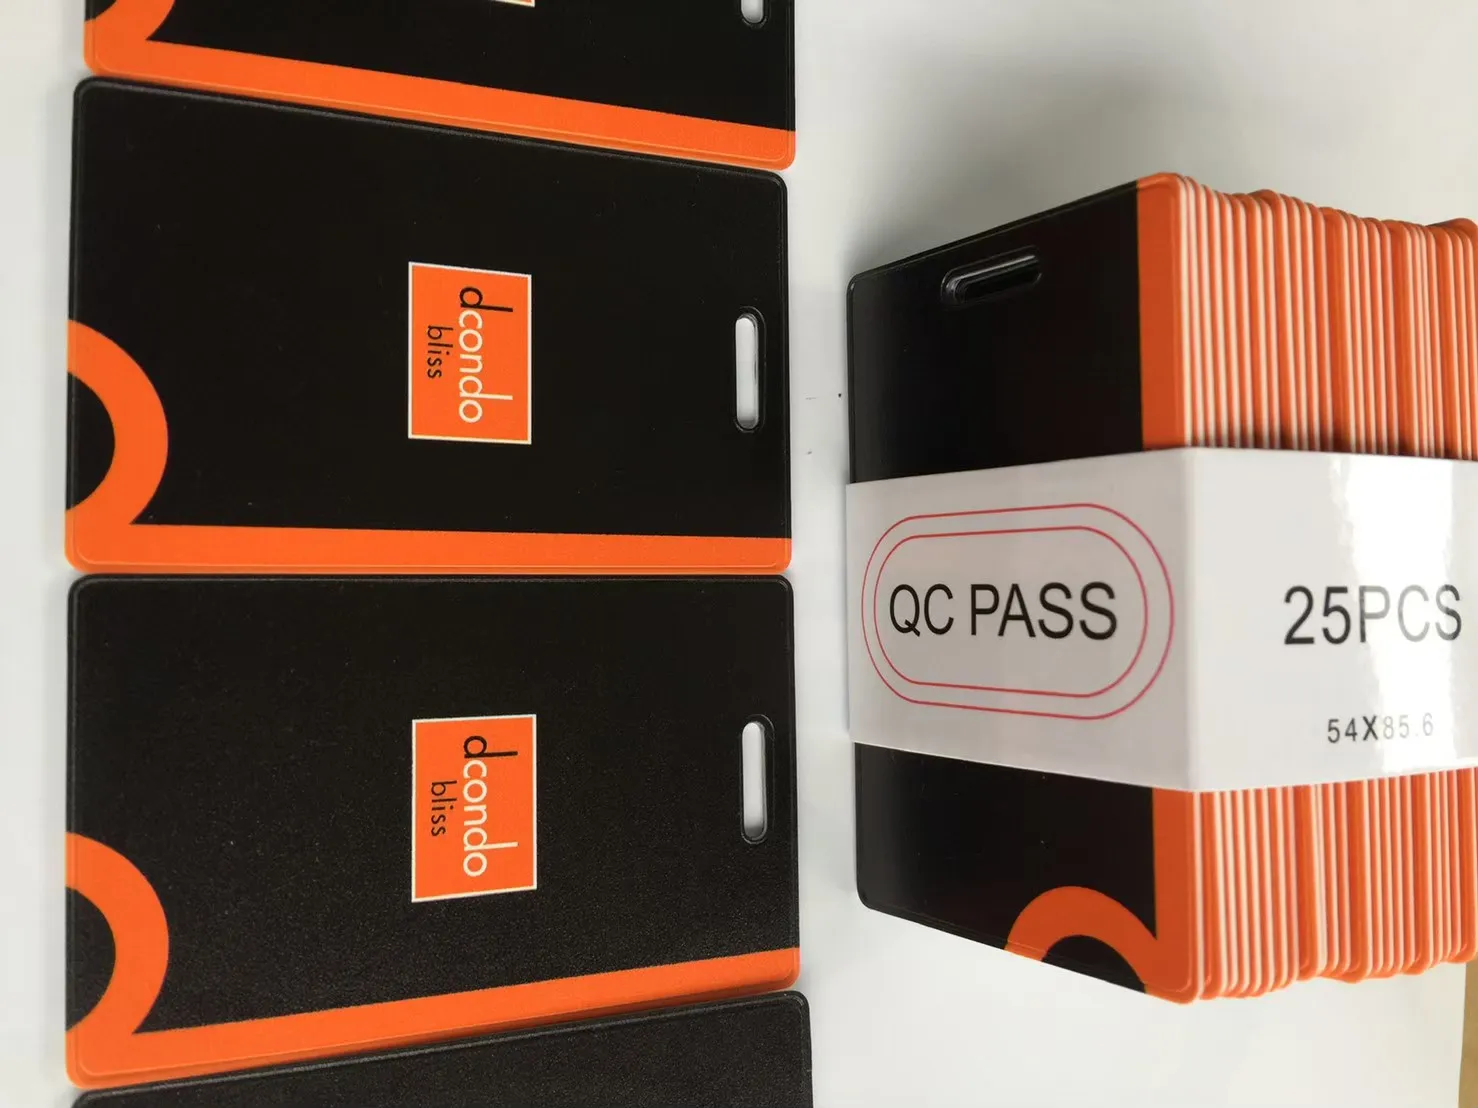 dcondo
bliss
dcondo
bliss
QC PASS
25PCS
54X85.6